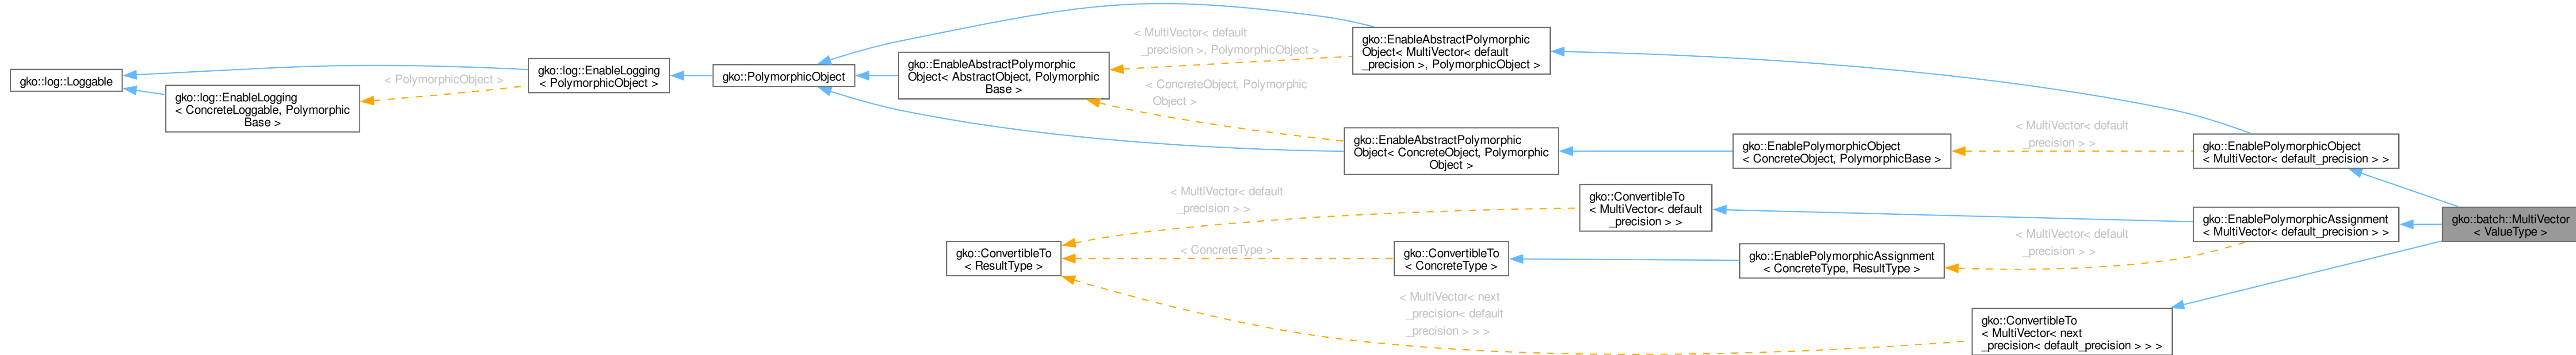 gko::log::Loggable
gko::log::EnableLogging
< ConcreteLoggable, Polymorphic
Base >
< PolymorphicObject >
gko::log::EnableLogging
< PolymorphicObject >
gko::PolymorphicObject
gko::EnableAbstractPolymorphic
Object< AbstractObject, Polymorphic
Base >
< MultiVector< default
_precision >, PolymorphicObject >
< ConcreteObject, Polymorphic
Object >
gko::EnableAbstractPolymorphic
Object< MultiVector< default
_precision >, PolymorphicObject >
gko::EnableAbstractPolymorphic
Object< ConcreteObject, Polymorphic
Object >
gko::EnablePolymorphicObject
< ConcreteObject, PolymorphicBase >
< MultiVector< default
_precision > >
gko::EnablePolymorphicObject
< MultiVector< default_precision > >
gko::ConvertibleTo
< ResultType >
< MultiVector< default
_precision > >
< ConcreteType >
< MultiVector< next
_precision< default
_precision > > >
gko::ConvertibleTo
< MultiVector< default
_precision > >
gko::ConvertibleTo
< ConcreteType >
gko::EnablePolymorphicAssignment
< ConcreteType, ResultType >
< MultiVector< default
_precision > >
gko::EnablePolymorphicAssignment
< MultiVector< default_precision > >
gko::ConvertibleTo
< MultiVector< next
_precision< default_precision > > >
gko::batch::MultiVector
< ValueType >